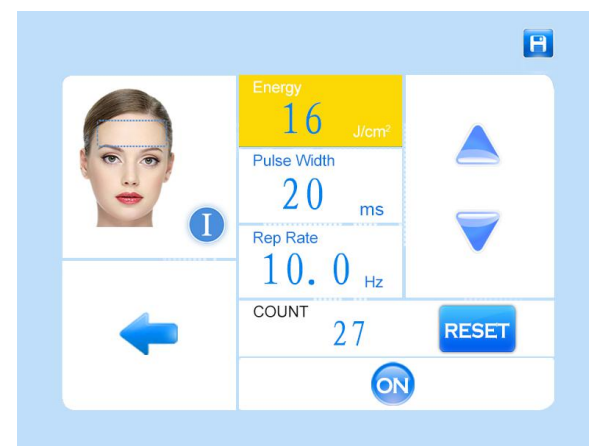 Energy
16 J/cm²
Pulse Width
20 ms
I
Rep Rate
10.0 Hz
COUNT
27
RESET
ON